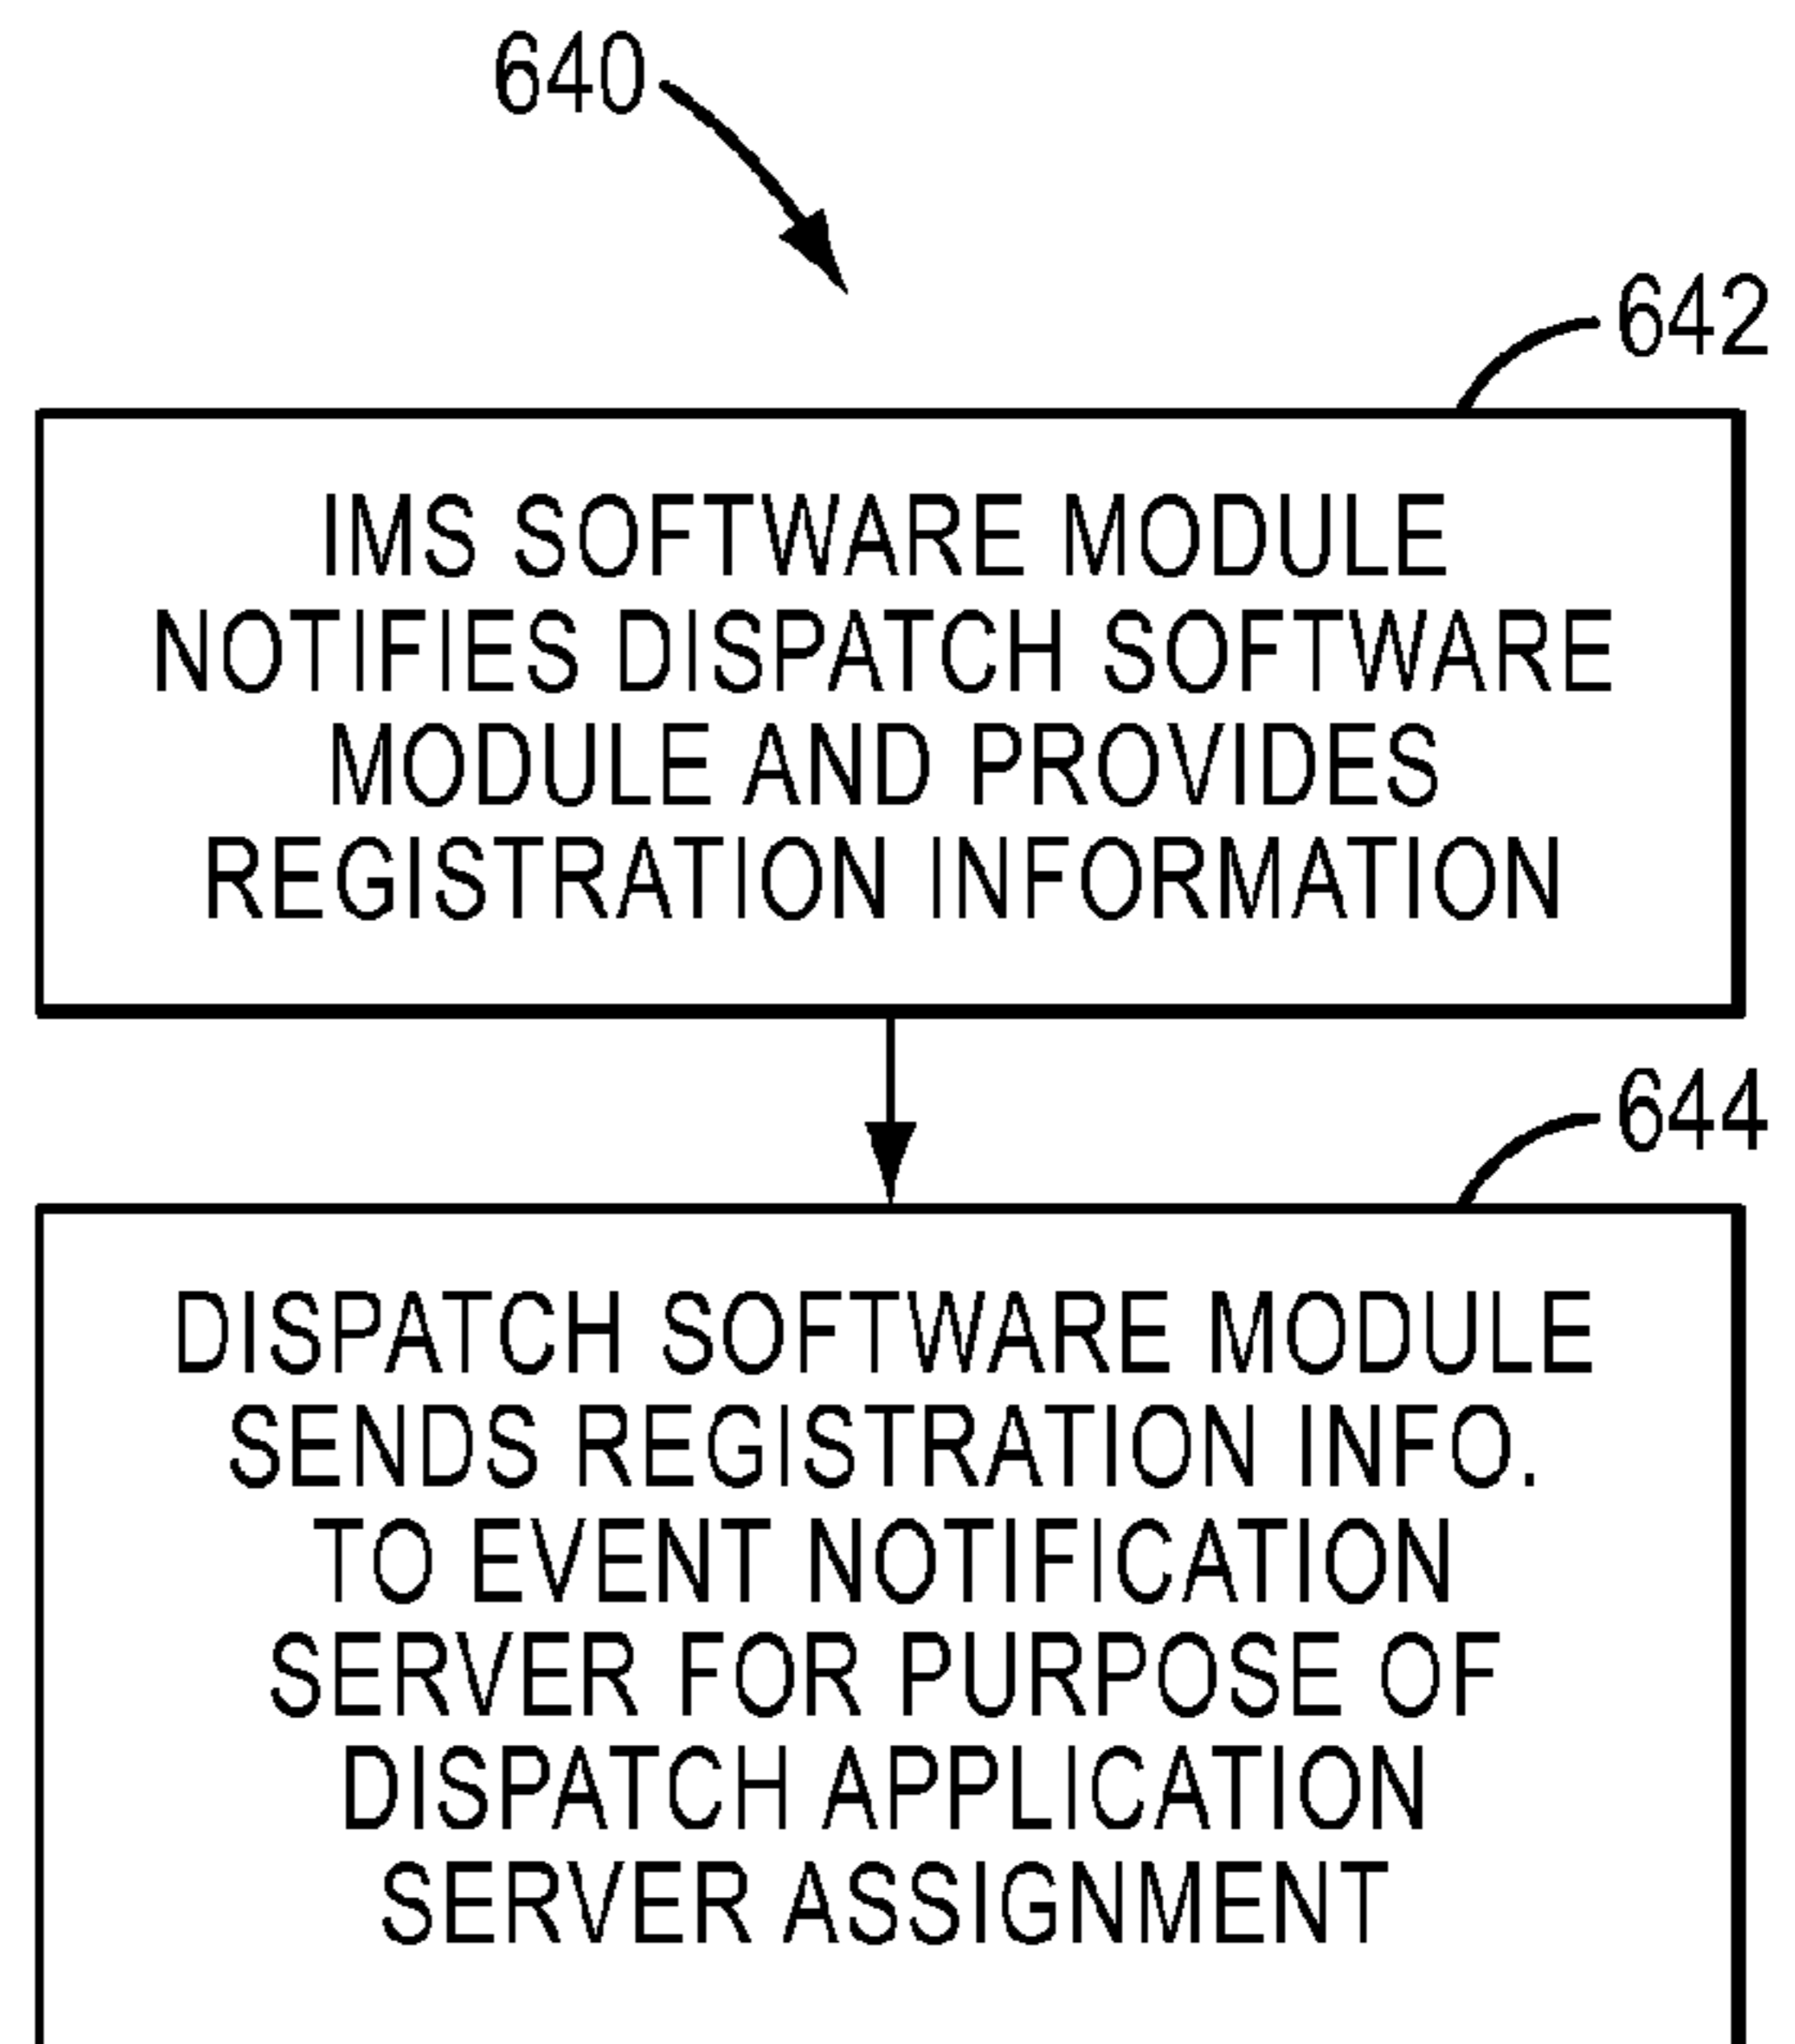 640
642
IMS SOFTWARE MODULE
NOTIFIES DISPATCH SOFTWARE
MODULE AND PROVIDES
REGISTRATION INFORMATION
644
DISPATCH SOFTWARE MODULE
SENDS REGISTRATION INFO.
TO EVENT NOTIFICATION
SERVER FOR PURPOSE OF
DISPATCH APPLICATION
SERVER ASSIGNMENT